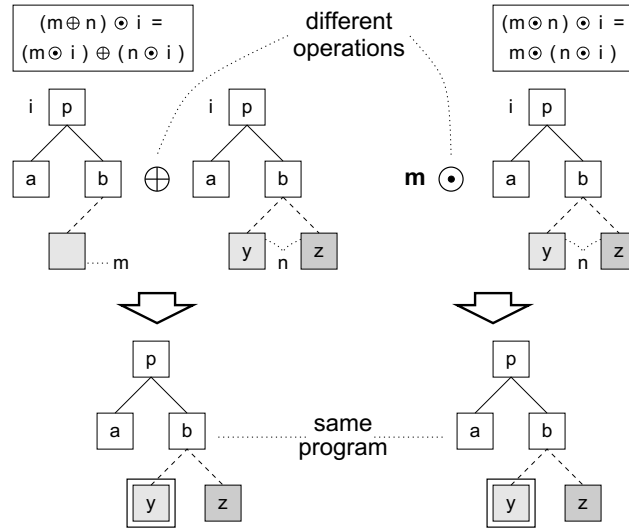 (m ⊕ n) ⊙ i =
(m ⊙ i) ⊕ (n ⊙ i)
different
operations
(m ⊙ n) ⊙ i =
m ⊙ (n ⊙ i)
i p
i p
i p
a b ⊕ a b
m ⊙ a b
m
y z
n
y z
n
p
p
a b
a b
same
program
y z
y z